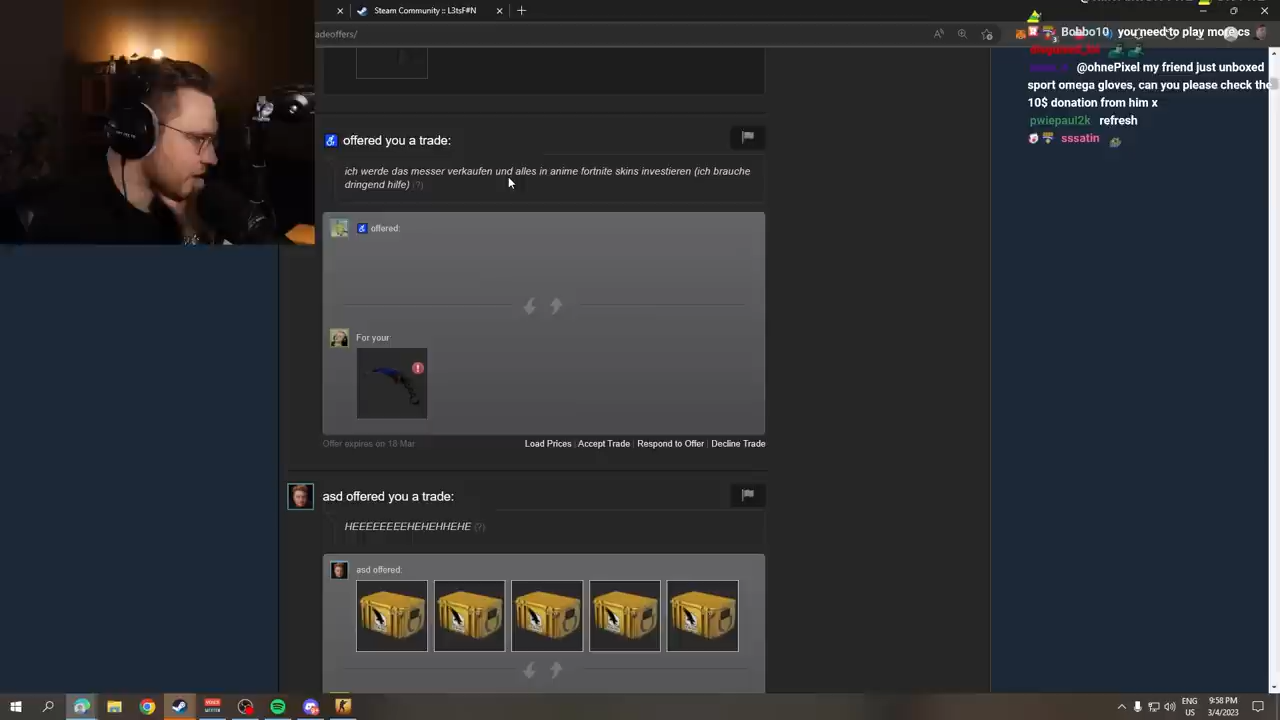 Steam Community :: L3tsF#N
adeoffers/
Bobbo10 you need to play more cs
@ohnePixel my friend just unboxed
sport omega gloves, can you please check the
10$ donation from him x
pwiepaul2k refresh
sssatin
offered you a trade:
ich werde das messer verkaufen und alles in anime fortnite skins investieren (ich brauche
dringend hilfe) (?)
offered:
For your:
Offer expires on 18 Mar
Load Prices | Accept Trade | Respond to Offer | Decline Trade
asd offered you a trade:
HEEEEEEEEHEHEHHEHE (?)
asd offered:
ENG
US
9:58 PM
3/4/2023